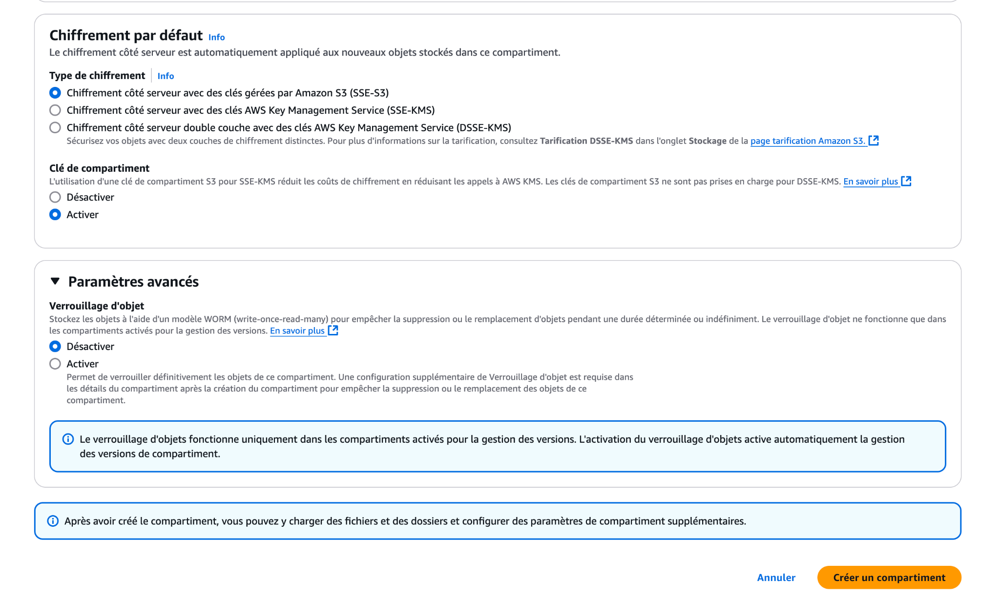 Chiffrement par défaut Info
Le chiffrement côté serveur est automatiquement appliqué aux nouveaux objets stockés dans ce compartiment.
Type de chiffrement Info
Chiffrement côté serveur avec des clés gérées par Amazon S3 (SSE-S3)
Chiffrement côté serveur avec des clés AWS Key Management Service (SSE-KMS)
Chiffrement côté serveur double couche avec des clés AWS Key Management Service (DSSE-KMS)
Sécurisez vos objets avec deux couches de chiffrement distinctes. Pour plus d'informations sur la tarification, consultez Tarification DSSE-KMS dans l'onglet Stockage de la page tarification Amazon S3.
Clé de compartiment
L'utilisation d'une clé de compartiment S3 pour SSE-KMS réduit les coûts de chiffrement en réduisant les appels à AWS KMS. Les clés de compartiment S3 ne sont pas prises en charge pour DSSE-KMS. En savoir plus
Désactiver
Activer
Paramètres avancés
Verrouillage d'objet
Stockez les objets à l'aide d'un modèle WORM (write-once-read-many) pour empêcher la suppression ou le remplacement d'objets pendant une durée déterminée ou indéfiniment. Le verrouillage d'objet ne fonctionne que dans
les compartiments activés pour la gestion des versions. En savoir plus
Désactiver
Activer
Permet de verrouiller définitivement les objets de ce compartiment. Une configuration supplémentaire de Verrouillage d'objet est requise dans
les détails du compartiment après la création du compartiment pour empêcher la suppression ou le remplacement des objets de ce
compartiment.
Le verrouillage d'objets fonctionne uniquement dans les compartiments activés pour la gestion des versions. L'activation du verrouillage d'objets active automatiquement la gestion
des versions de compartiment.
Après avoir créé le compartiment, vous pouvez y charger des fichiers et des dossiers et configurer des paramètres de compartiment supplémentaires.
Annuler Créer un compartiment